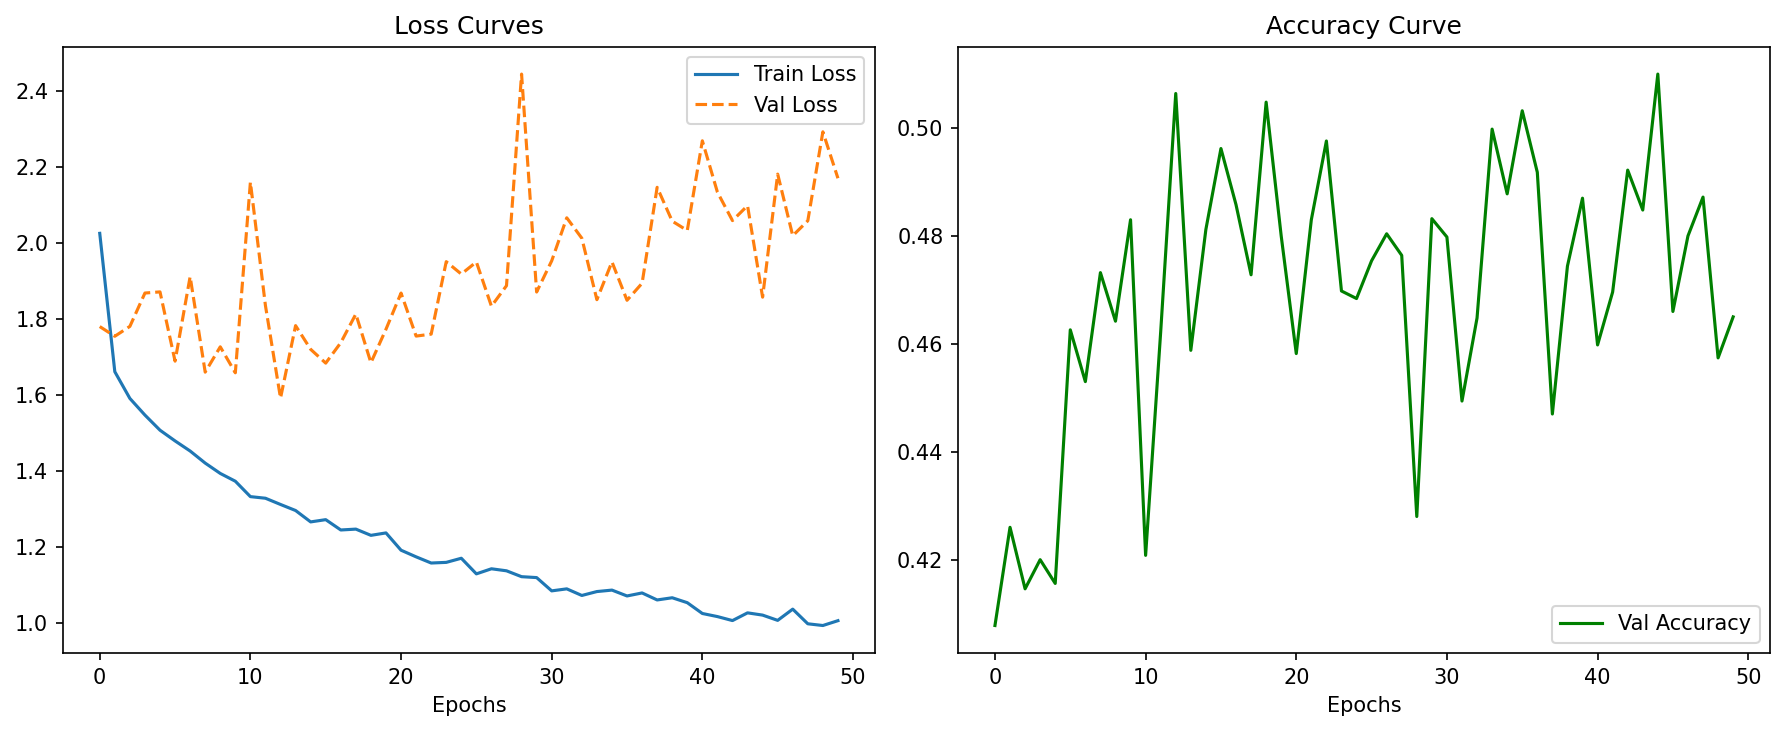 Loss Curves
Train Loss
Val Loss
2.4
2.2
2.0
1.8
1.6
1.4
1.2
1.0
0 10 20 30 40 50
Epochs
Accuracy Curve
0.50
0.48
0.46
0.44
0.42
Val Accuracy
0 10 20 30 40 50
Epochs